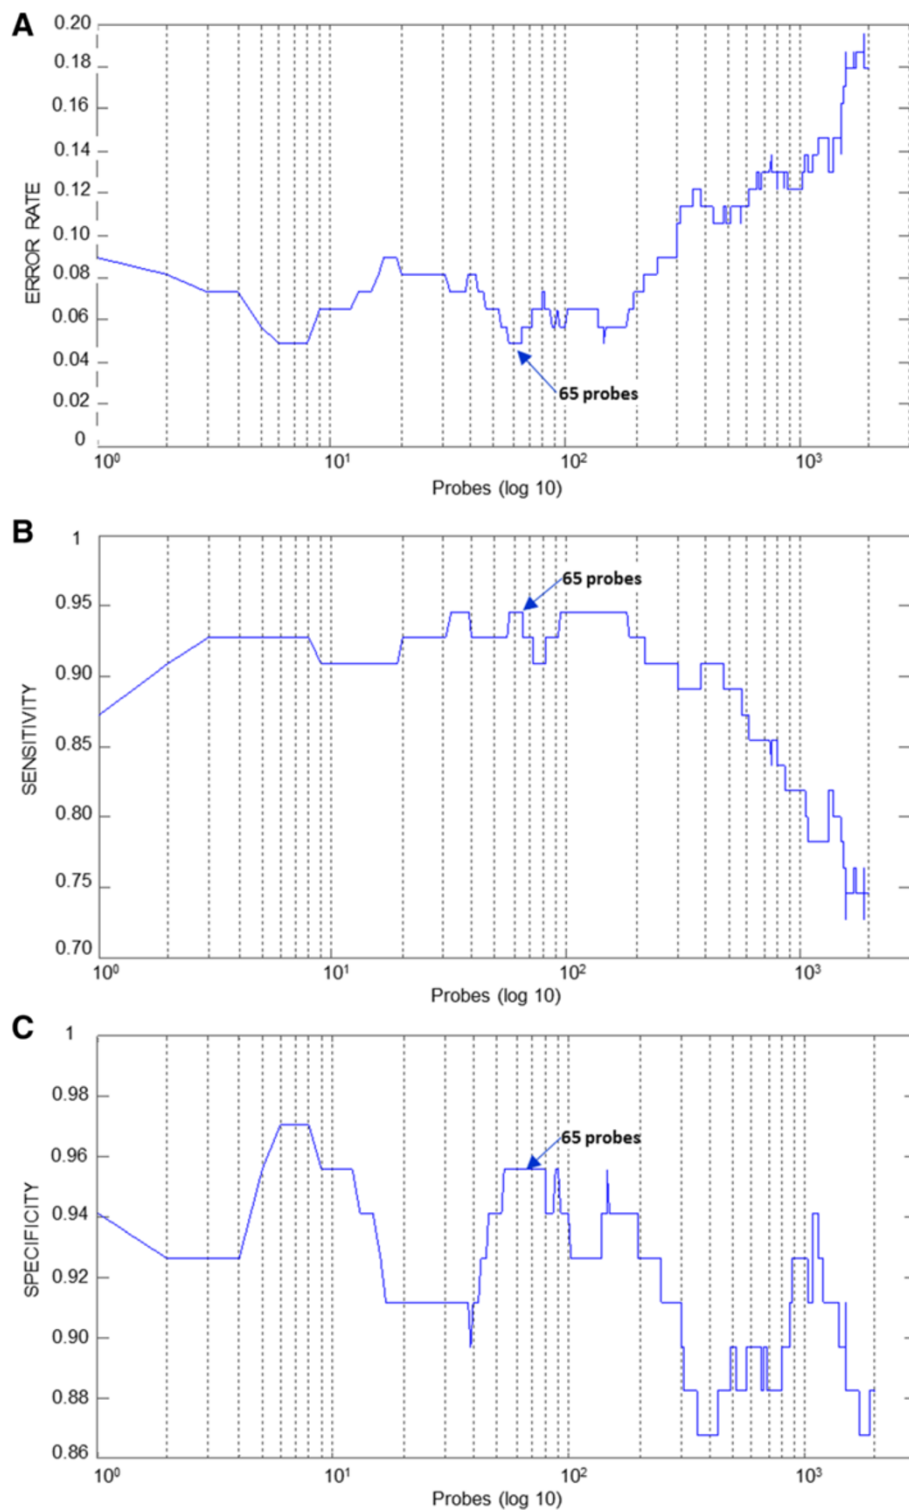 A
0.20
0.18
0.16
0.14
0.12
0.10
0.08
0.06
0.04
0.02
0
ERROR RATE
65 probes
10⁰ 10¹ 10² 10³
Probes (log 10)
B
1
0.95
0.90
0.85
0.80
0.75
0.70
SENSITIVITY
65 probes
10⁰ 10¹ 10² 10³
Probes (log 10)
C
1
0.98
0.96
0.94
0.92
0.90
0.88
0.86
SPECIFICITY
65 probes
10⁰ 10¹ 10² 10³
Probes (log 10)